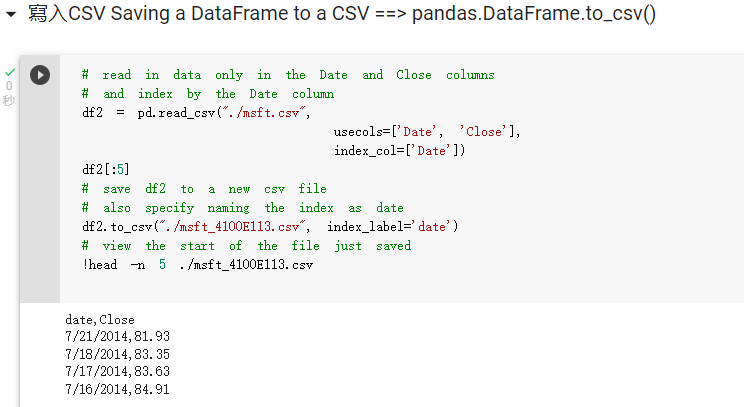 寫入CSV Saving a DataFrame to a CSV ==> pandas.DataFrame.to_csv()
0
秒
# read in data only in the Date and Close columns
# and index by the Date column
df2 = pd.read_csv("./msft.csv",
usecols=['Date', 'Close'],
index_col=['Date'])
df2[:5]
# save df2 to a new csv file
# also specify naming the index as date
df2.to_csv("./msft_4100E113.csv", index_label='date')
# view the start of the file just saved
!head -n 5 ./msft_4100E113.csv
date,Close
7/21/2014,81.93
7/18/2014,83.35
7/17/2014,83.63
7/16/2014,84.91